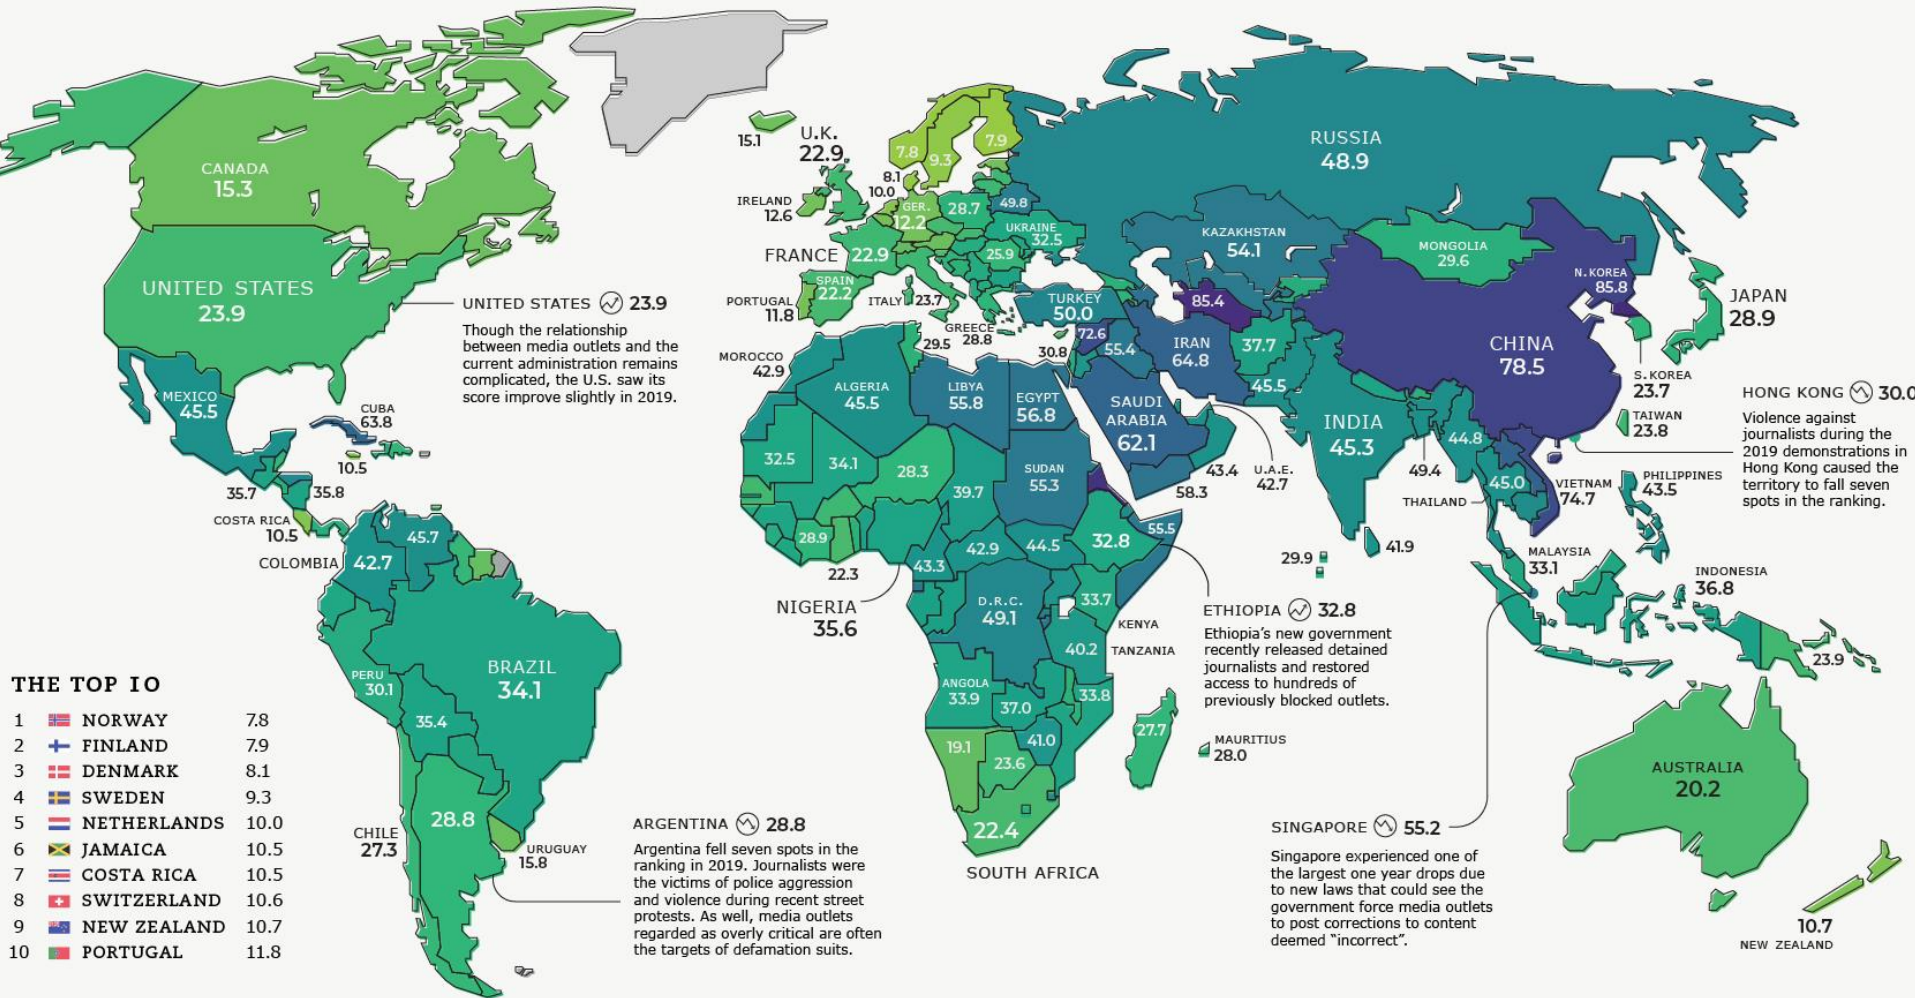 CANADA
15.3
UNITED STATES
23.9
UNITED STATES 23.9
Though the relationship
between media outlets and the
current administration remains
complicated, the U.S. saw its
score improve slightly in 2019.
MEXICO
45.5
CUBA
63.8
10.5
35.7
35.8
COSTA RICA
10.5
COLOMBIA
42.7
45.7
BRAZIL
34.1
PERU
30.1
35.4
28.8
CHILE
27.3
URUGUAY
15.8
ARGENTINA 28.8
Argentina fell seven spots in the
ranking in 2019. Journalists were
the victims of police aggression
and violence during recent street
protests. As well, media outlets
regarded as overly critical are often
the targets of defamation suits.
THE TOP 10
1 NORWAY 7.8
2 FINLAND 7.9
3 DENMARK 8.1
4 SWEDEN 9.3
5 NETHERLANDS 10.0
6 JAMAICA 10.5
7 COSTA RICA 10.5
8 SWITZERLAND 10.6
9 NEW ZEALAND 10.7
10 PORTUGAL 11.8
15.1
U.K.
22.9
7.8
9.3
7.9
8.1
10.0
IRELAND
12.6
GER.
12.2
28.7
49.8
UKRAINE
32.5
FRANCE 22.9
25.9
SPAIN
22.2
PORTUGAL
11.8
ITALY 23.7
GREECE
28.8
TURKEY
50.0
29.5
30.8
72.6
55.4
MOROCCO
42.9
ALGERIA
45.5
LIBYA
55.8
EGYPT
56.8
SAUDI
ARABIA
62.1
IRAN
64.8
85.4
37.7
45.5
32.5
34.1
28.3
39.7
SUDAN
55.3
43.4
U.A.E.
42.7
58.3
28.9
22.3
43.3
42.9
44.5
32.8
55.5
NIGERIA
35.6
D.R.C.
49.1
33.7
KENYA
40.2
TANZANIA
ETHIOPIA 32.8
Ethiopia's new government
recently released detained
journalists and restored
access to hundreds of
previously blocked outlets.
ANGOLA
33.9
37.0
33.8
41.0
19.1
23.6
27.7
MAURITIUS
28.0
22.4
SOUTH AFRICA
RUSSIA
48.9
KAZAKHSTAN
54.1
MONGOLIA
29.6
N. KOREA
85.8
JAPAN
28.9
CHINA
78.5
S. KOREA
23.7
TAIWAN
23.8
HONG KONG 30.0
Violence against
journalists during the
2019 demonstrations in
Hong Kong caused the
territory to fall seven
spots in the ranking.
INDIA
45.3
44.8
49.4
45.0
THAILAND
VIETNAM
74.7
PHILIPPINES
43.5
29.9
41.9
MALAYSIA
33.1
INDONESIA
36.8
23.9
SINGAPORE 55.2
Singapore experienced one of
the largest one year drops due
to new laws that could see the
government force media outlets
to post corrections to content
deemed "incorrect".
AUSTRALIA
20.2
10.7
NEW ZEALAND